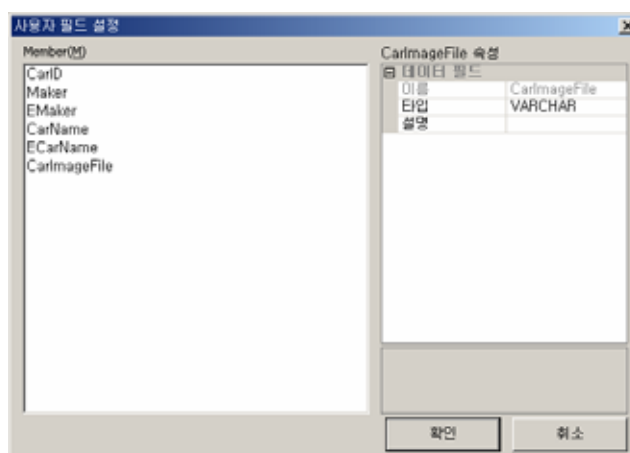 사용자 필드 설정
Member(M)
CarID
Maker
EMaker
CarName
ECarName
CarImageFile
CarImageFile 속성
데이터 필드
이름 CarImageFile
타입 VARCHAR
설명
확인 취소